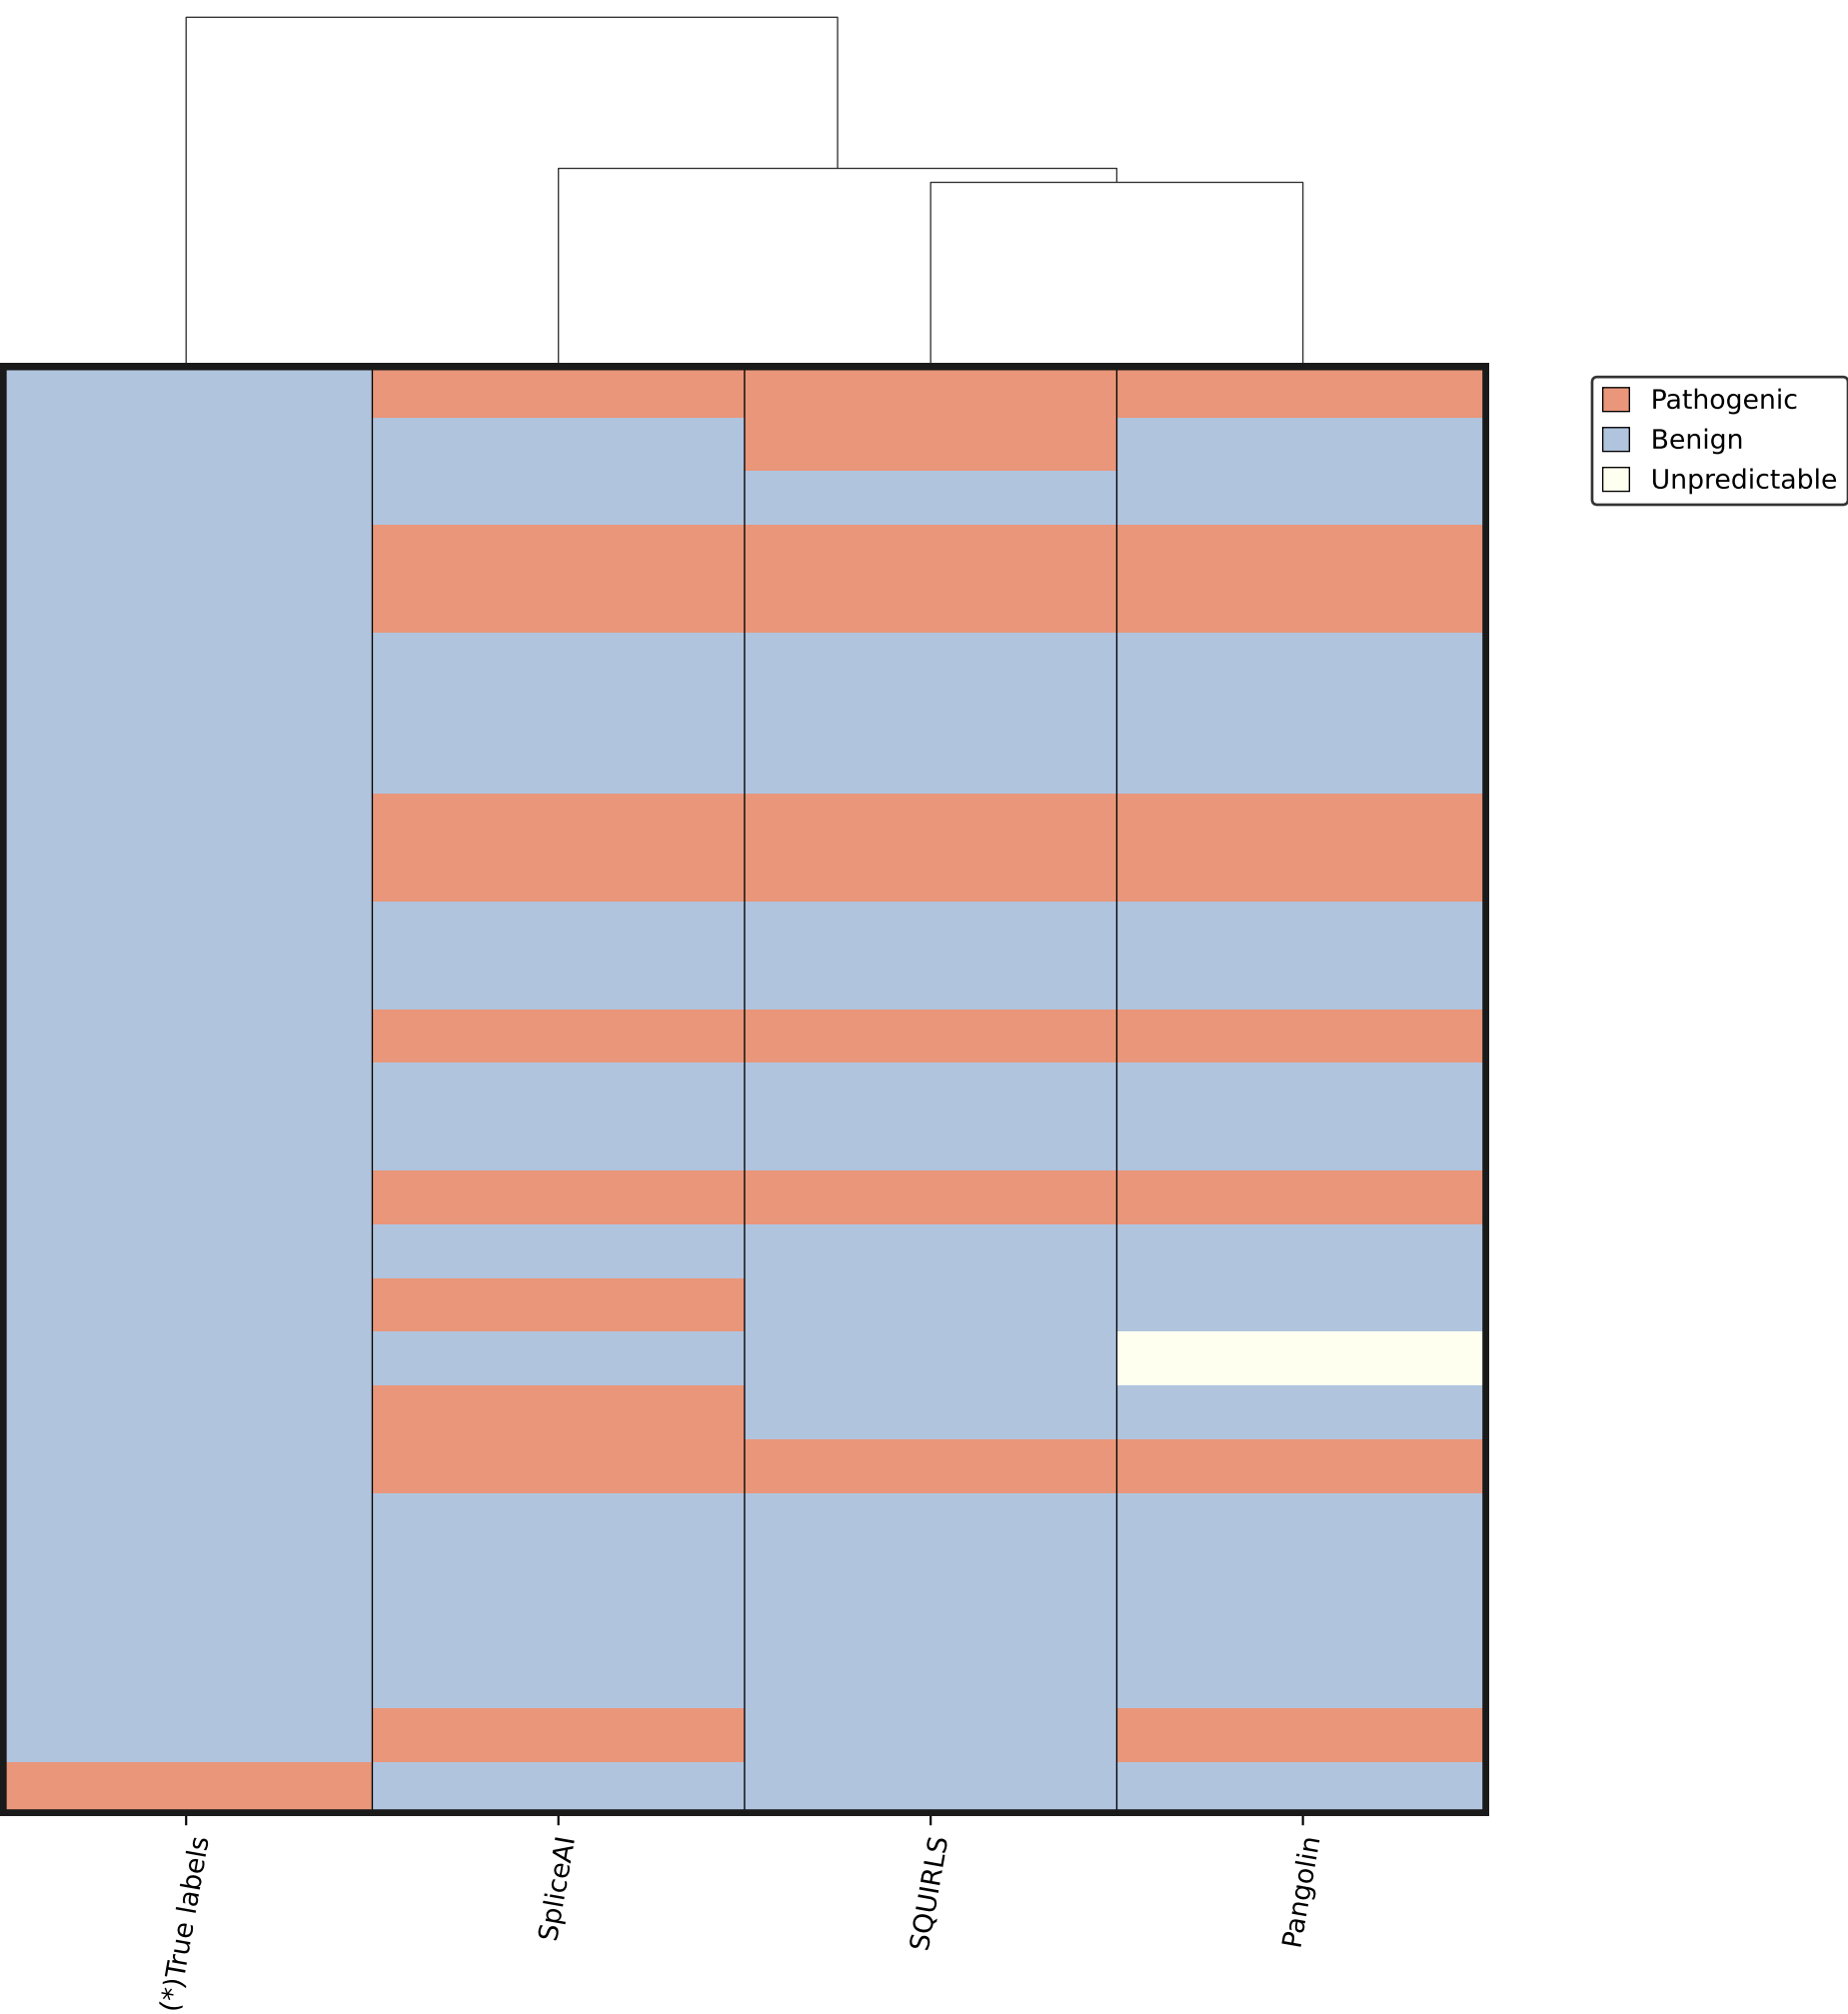 Pathogenic
Benign
Unpredictable
(*)True labels
SpliceAI
SQUIRLS
Pangolin